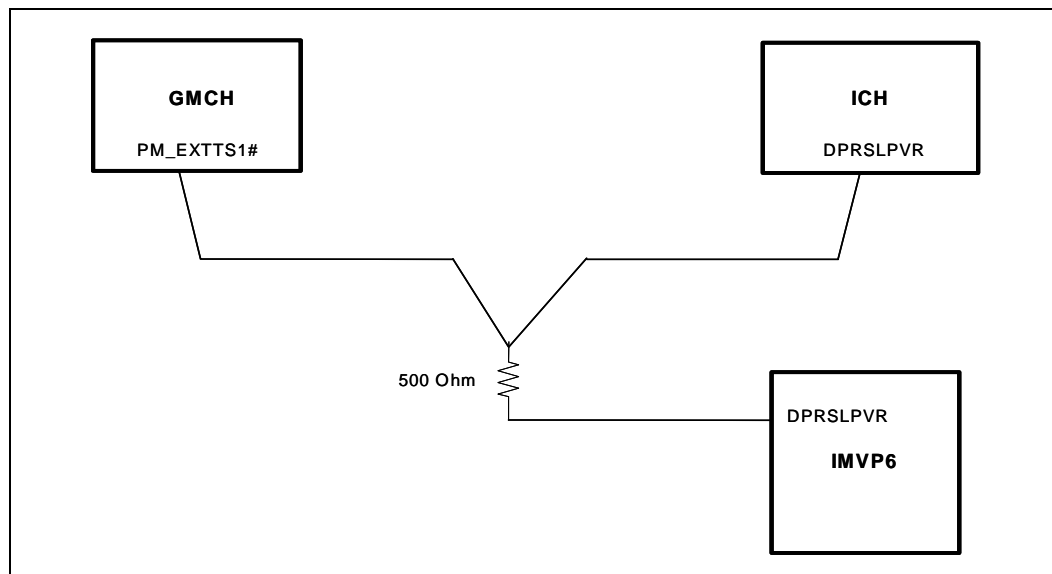 GMCH
PM_EXTTS1#
ICH
DPRSLPVR
500 Ohm
DPRSLPVR
IMVP6